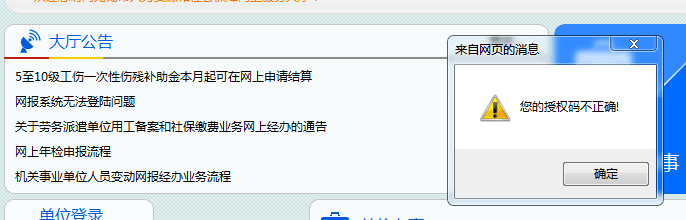 大厅公告
5至10级工伤一次性伤残补助金本月起可在网上申请结算
网报系统无法登陆问题
关于劳务派遣单位用工备案和社保缴费业务网上经办的通告
网上年检申报流程
机关事业单位人员变动网报经办业务流程
来自网页的消息
您的授权码不正确!
确定
事
单位登录